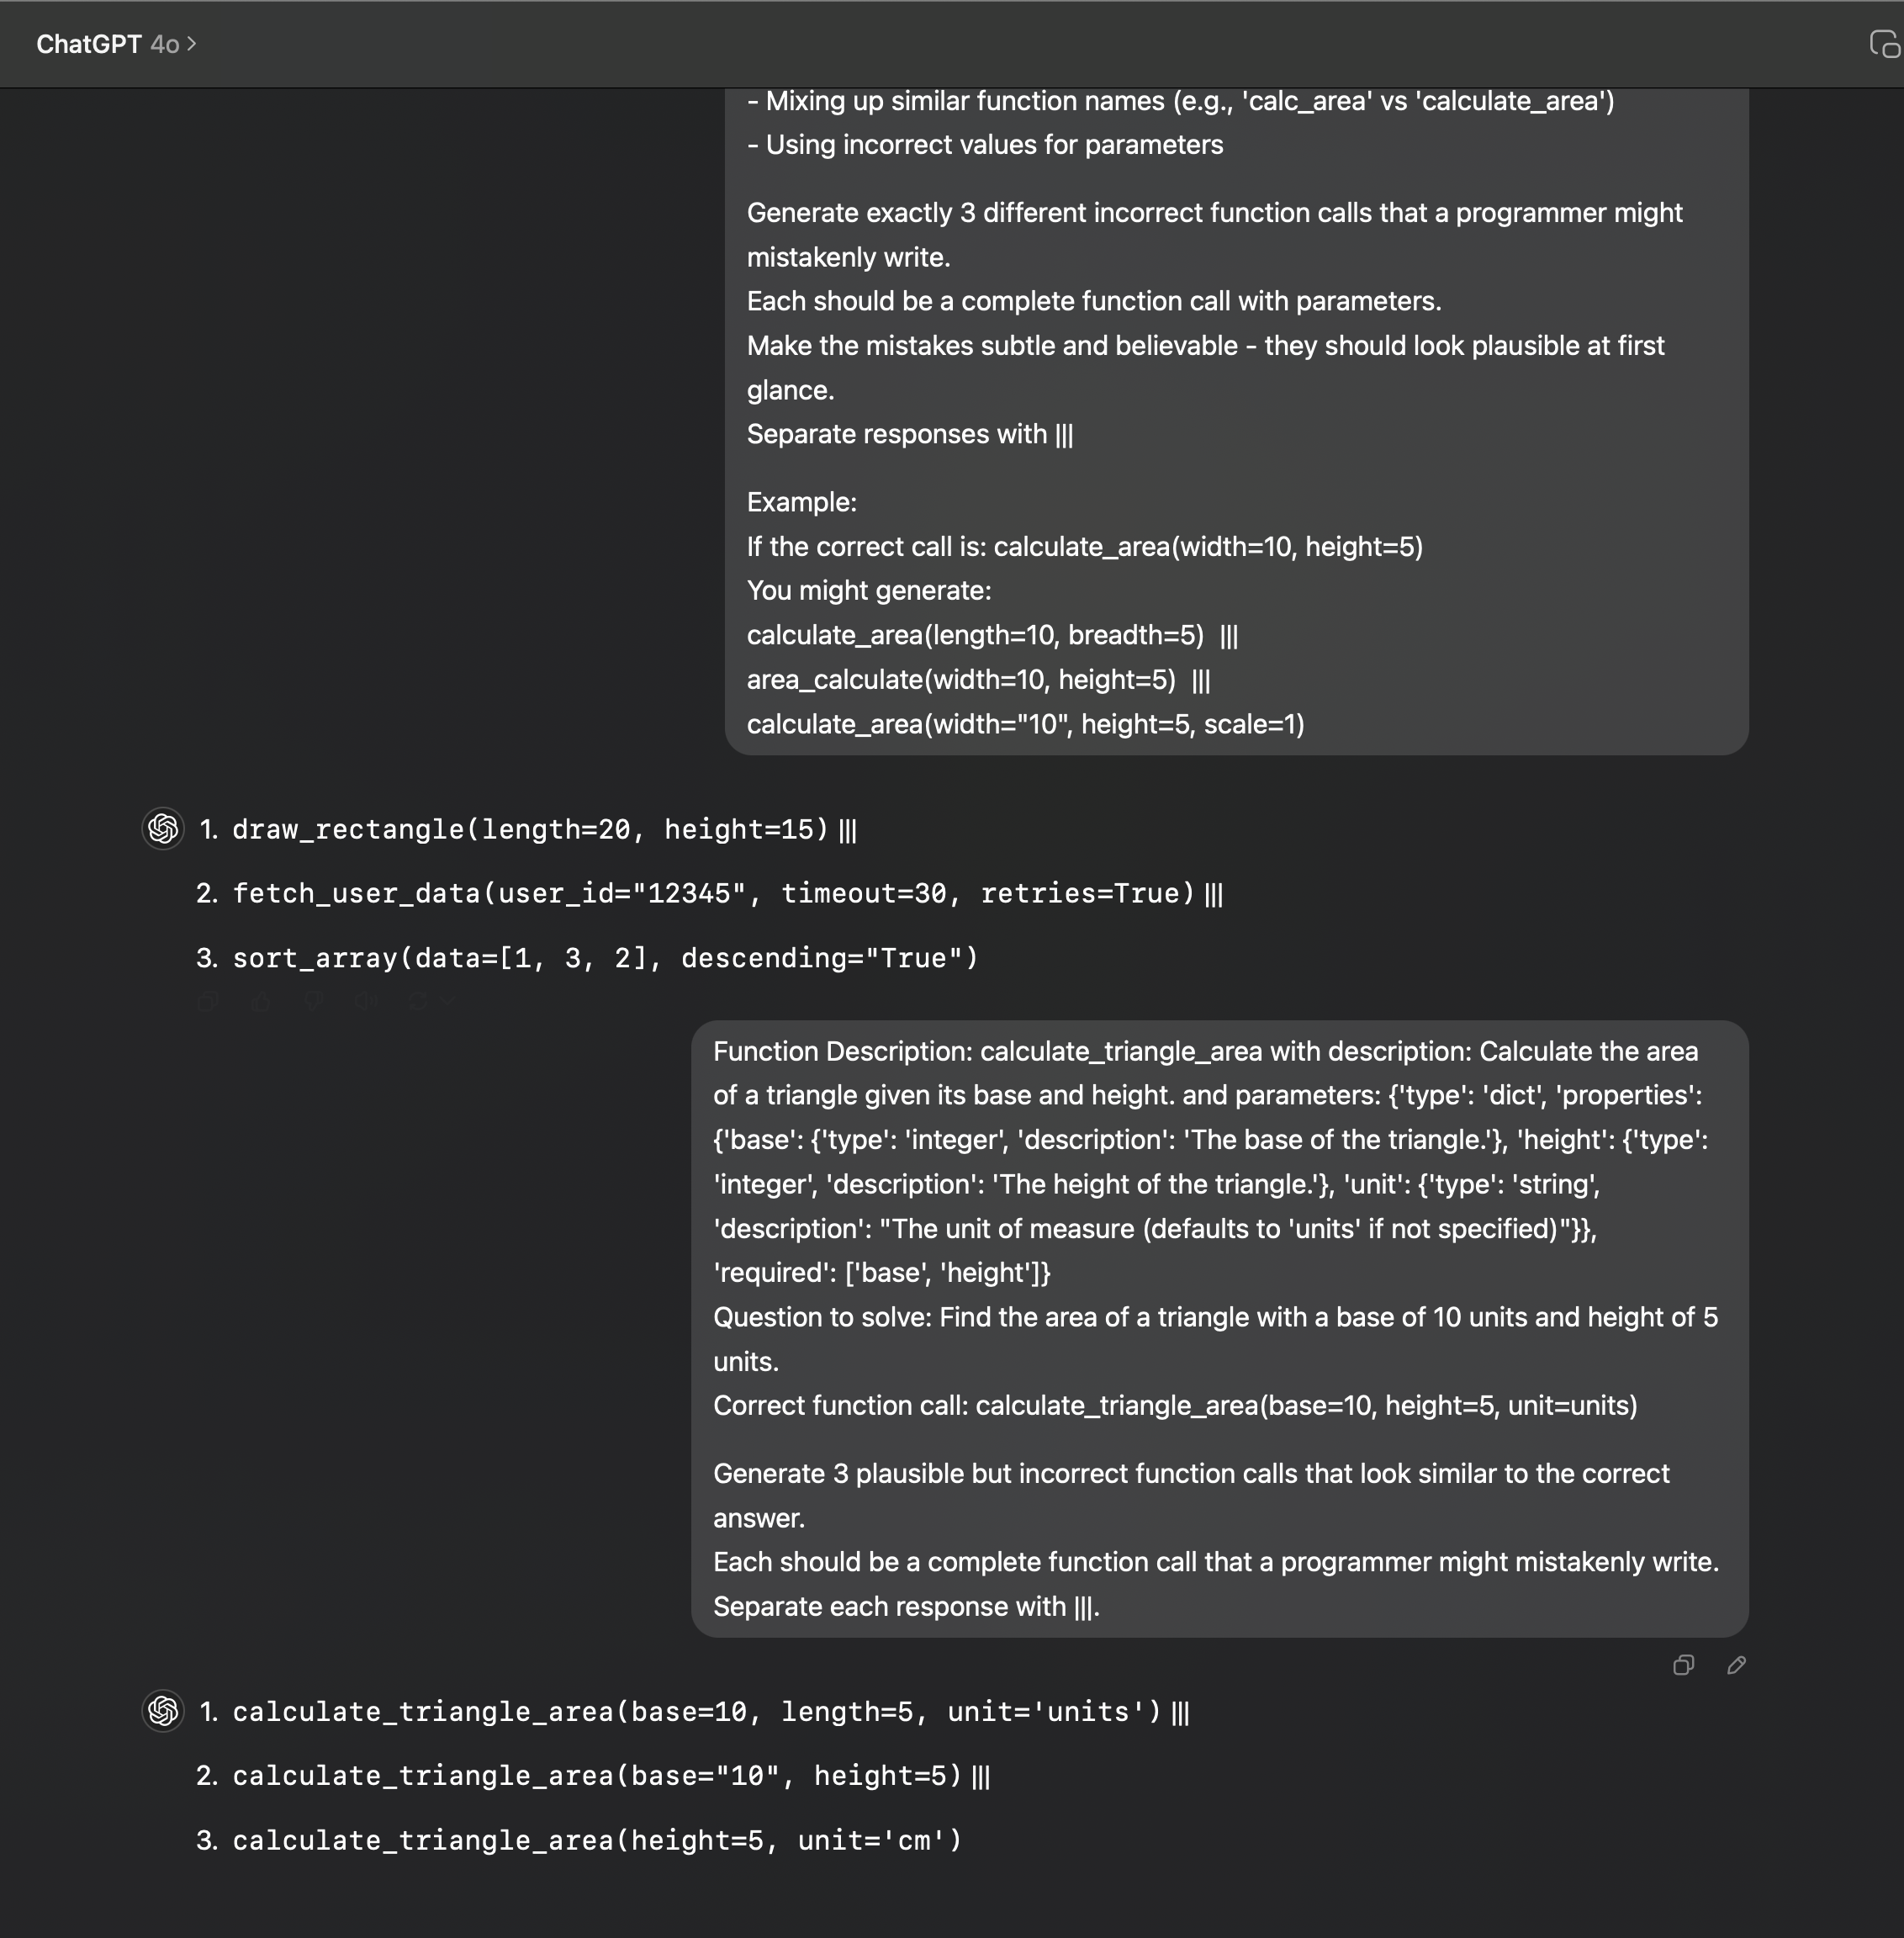 ChatGPT 4o >
- Mixing up similar function names (e.g., 'calc_area' vs 'calculate_area')
- Using incorrect values for parameters
Generate exactly 3 different incorrect function calls that a programmer might
mistakenly write.
Each should be a complete function call with parameters.
Make the mistakes subtle and believable - they should look plausible at first
glance.
Separate responses with |||
Example:
If the correct call is: calculate_area(width=10, height=5)
You might generate:
calculate_area(length=10, breadth=5) |||
area_calculate(width=10, height=5) |||
calculate_area(width="10", height=5, scale=1)
1. draw_rectangle(length=20, height=15) |||
2. fetch_user_data(user_id="12345", timeout=30, retries=True) |||
3. sort_array(data=[1, 3, 2], descending="True")
Function Description: calculate_triangle_area with description: Calculate the area
of a triangle given its base and height. and parameters: {'type': 'dict', 'properties':
{'base': {'type': 'integer', 'description': 'The base of the triangle.'}, 'height': {'type':
'integer', 'description': 'The height of the triangle.'}, 'unit': {'type': 'string',
'description': "The unit of measure (defaults to 'units' if not specified)"}},
'required': ['base', 'height']}
Question to solve: Find the area of a triangle with a base of 10 units and height of 5
units.
Correct function call: calculate_triangle_area(base=10, height=5, unit=units)
Generate 3 plausible but incorrect function calls that look similar to the correct
answer.
Each should be a complete function call that a programmer might mistakenly write.
Separate each response with |||.
1. calculate_triangle_area(base=10, length=5, unit='units') |||
2. calculate_triangle_area(base="10", height=5) |||
3. calculate_triangle_area(height=5, unit='cm')